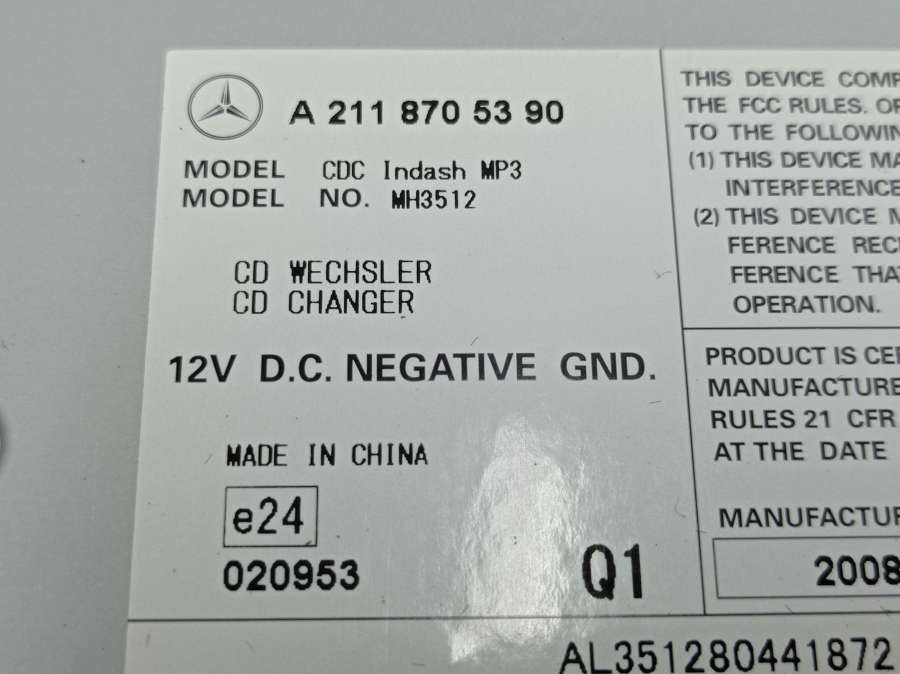 A 211 870 53 90
MODEL CDC Indash MP3
MODEL NO. MH3512
CD WECHSLER
CD CHANGER
12V D.C. NEGATIVE GND.
MADE IN CHINA
e24
020953
Q1
THIS DEVICE COMP
THE FCC RULES. OP
TO THE FOLLOWIN
(1) THIS DEVICE MA
INTERFERENCE
(2) THIS DEVICE M
FERENCE REC
FERENCE THA
OPERATION.
PRODUCT IS CER
MANUFACTURE
RULES 21 CFR
AT THE DATE
MANUFACTUR
2008
AL351280441872